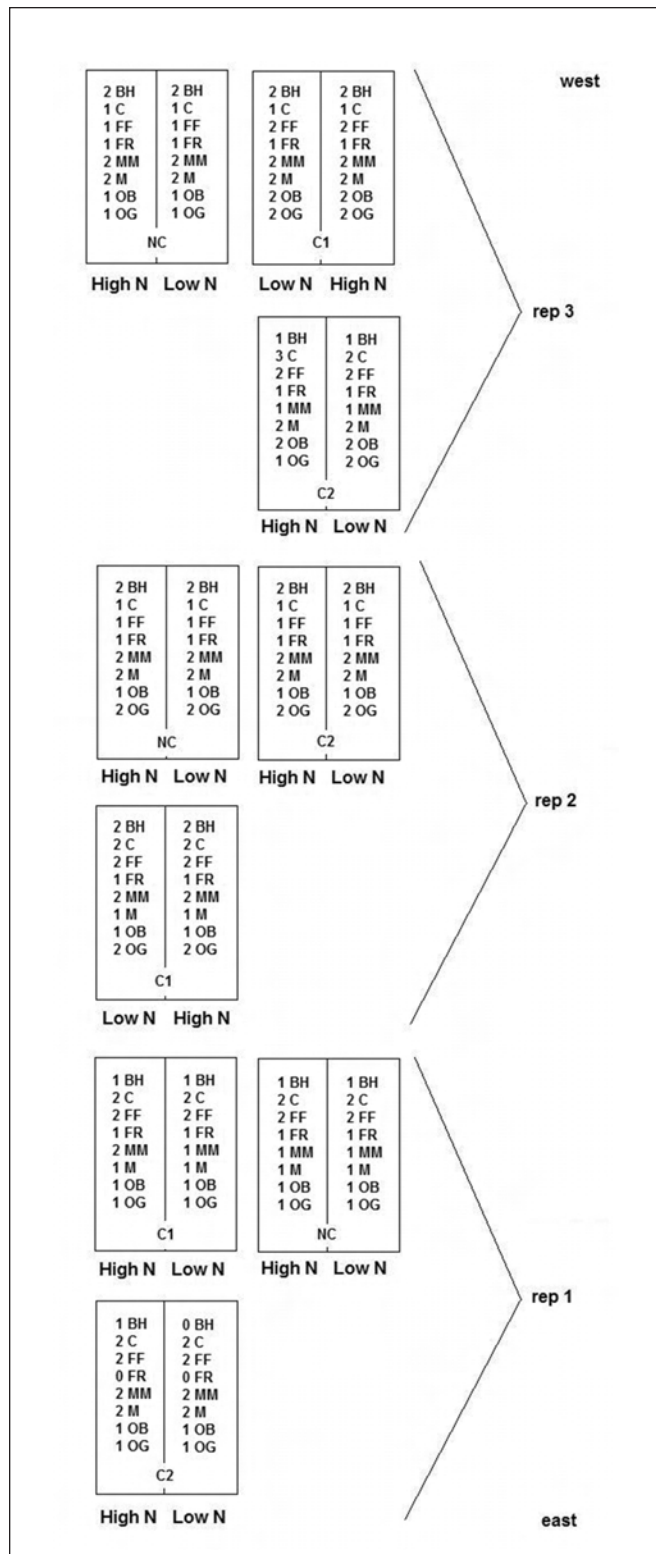 west
2 BH 2 BH 2 BH 2 BH
1 C 1 C 1 C 1 C
1 FF 1 FF 2 FF 2 FF
1 FR 1 FR 1 FR 1 FR
2 MM 2 MM 2 MM 2 MM
2 M 2 M 2 M 2 M
1 OB 1 OB 2 OB 2 OB
1 OG 1 OG 2 OG 2 OG
NC C1
High N Low N Low N High N
rep 3
1 BH 1 BH
3 C 2 C
2 FF 2 FF
1 FR 1 FR
1 MM 1 MM
2 M 2 M
2 OB 2 OB
1 OG 2 OG
C2
High N Low N
2 BH 2 BH 2 BH 2 BH
1 C 1 C 1 C 1 C
1 FF 1 FF 1 FF 1 FF
1 FR 1 FR 1 FR 1 FR
2 MM 2 MM 2 MM 2 MM
2 M 2 M 2 M 2 M
1 OB 1 OB 1 OB 1 OB
2 OG 2 OG 2 OG 2 OG
NC C2
High N Low N High N Low N
rep 2
2 BH 2 BH
2 C 2 C
2 FF 2 FF
1 FR 1 FR
2 MM 2 MM
1 M 1 M
1 OB 1 OB
2 OG 2 OG
C1
Low N High N
1 BH 1 BH 1 BH 1 BH
2 C 2 C 2 C 2 C
2 FF 2 FF 2 FF 2 FF
1 FR 1 FR 1 FR 1 FR
2 MM 1 MM 1 MM 1 MM
1 M 1 M 1 M 1 M
1 OB 1 OB 1 OB 1 OB
1 OG 1 OG 1 OG 1 OG
C1 NC
High N Low N High N Low N
rep 1
1 BH 0 BH
2 C 2 C
2 FF 2 FF
0 FR 0 FR
2 MM 2 MM
2 M 2 M
1 OB 1 OB
1 OG 1 OG
C2
High N Low N
east